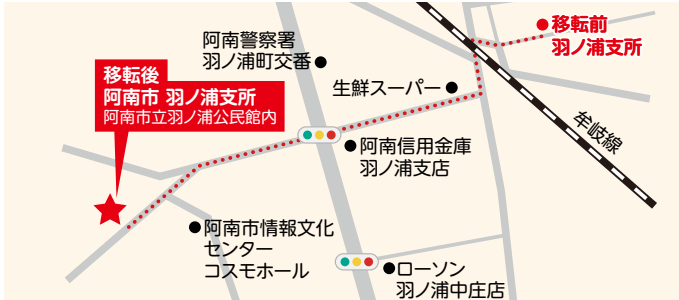 移転前
羽ノ浦支所
阿南警察署
羽ノ浦町交番
移転後
阿南市 羽ノ浦支所
阿南市立羽ノ浦公民館内
生鮮スーパー
牟岐線
阿南信用金庫
羽ノ浦支店
阿南市情報文化
センター
コスモホール
ローソン
羽ノ浦中庄店